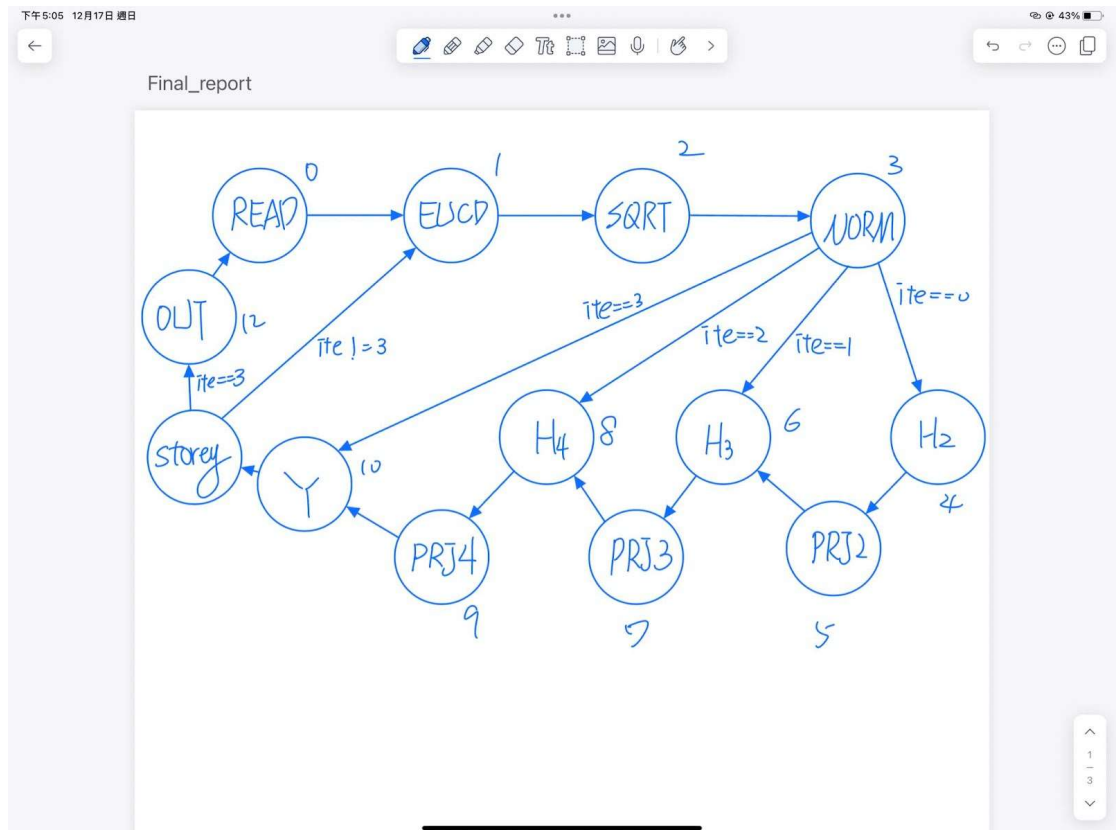 下午5:05 12月17日 週日
43%
Tt
Final_report
READ
0
EUCD
1
SQRT
2
NORM
3
OUT
12
ite!=3
ite==3
ite==2
ite==1
ite==0
ite==3
storey
Y
10
H4
8
H3
6
H2
4
PRJ4
9
PRJ3
7
PRJ2
5
1
3